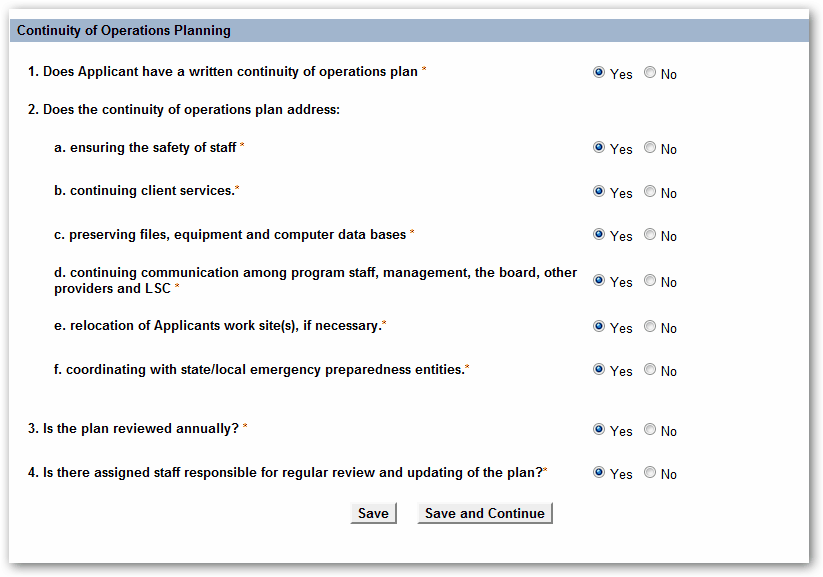 Continuity of Operations Planning
1. Does Applicant have a written continuity of operations plan * Yes No
2. Does the continuity of operations plan address:
a. ensuring the safety of staff * Yes No
b. continuing client services.* Yes No
c. preserving files, equipment and computer data bases * Yes No
d. continuing communication among program staff, management, the board, other
providers and LSC * Yes No
e. relocation of Applicants work site(s), if necessary.* Yes No
f. coordinating with state/local emergency preparedness entities.* Yes No
3. Is the plan reviewed annually? * Yes No
4. Is there assigned staff responsible for regular review and updating of the plan?* Yes No
Save Save and Continue